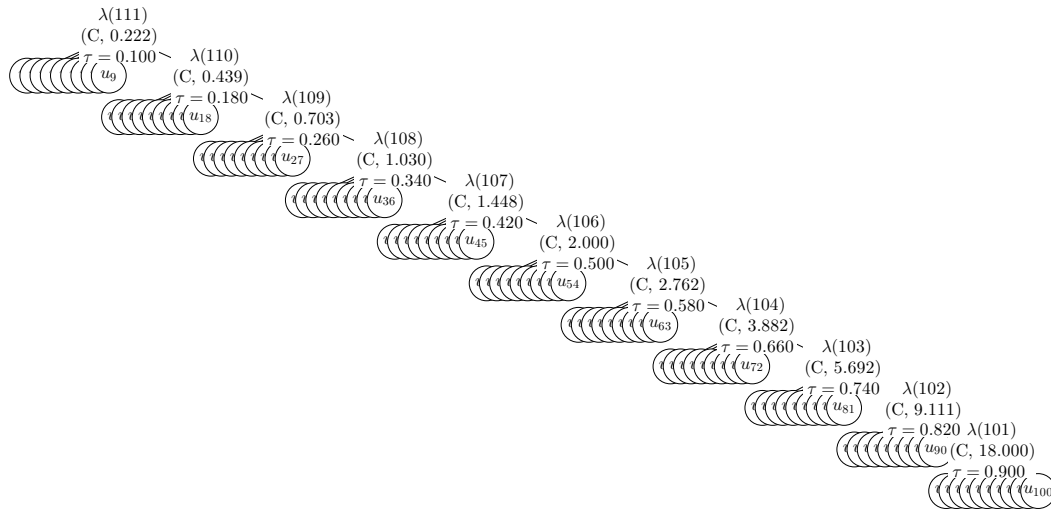 λ(111)
(C, 0.222)
τ = 0.100
u9
λ(110)
(C, 0.439)
τ = 0.180
u18
λ(109)
(C, 0.703)
τ = 0.260
u27
λ(108)
(C, 1.030)
τ = 0.340
u36
λ(107)
(C, 1.448)
τ = 0.420
u45
λ(106)
(C, 2.000)
τ = 0.500
u54
λ(105)
(C, 2.762)
τ = 0.580
u63
λ(104)
(C, 3.882)
τ = 0.660
u72
λ(103)
(C, 5.692)
τ = 0.740
u81
λ(102)
(C, 9.111)
τ = 0.820
u90
λ(101)
(C, 18.000)
τ = 0.900
u100